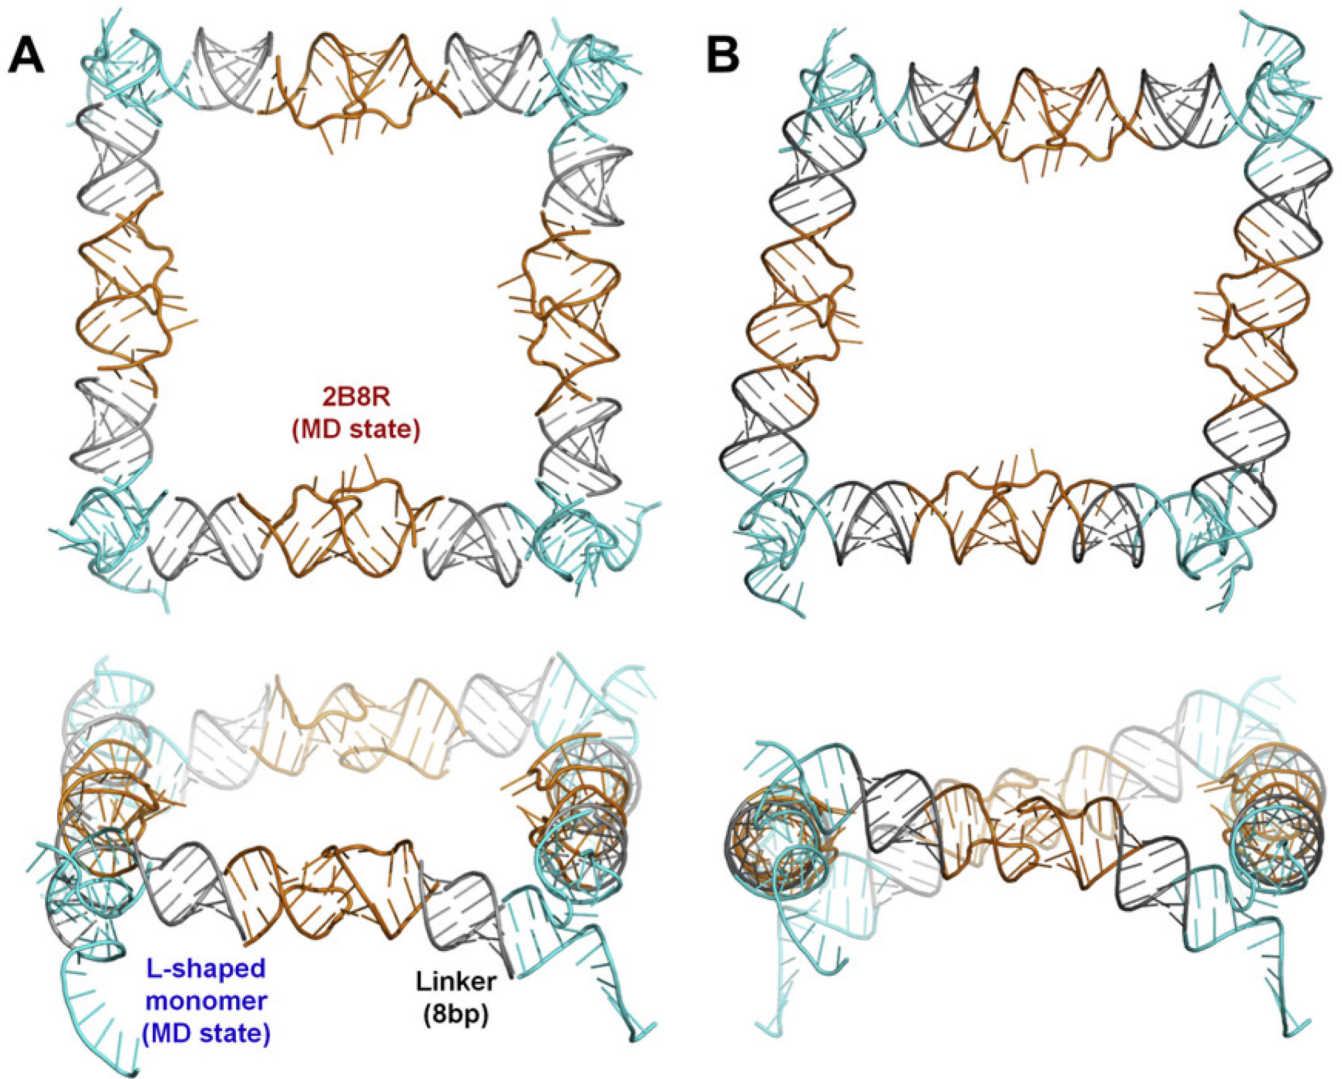 A
B
2B8R
(MD state)
L-shaped
monomer
(MD state)
Linker
(8bp)